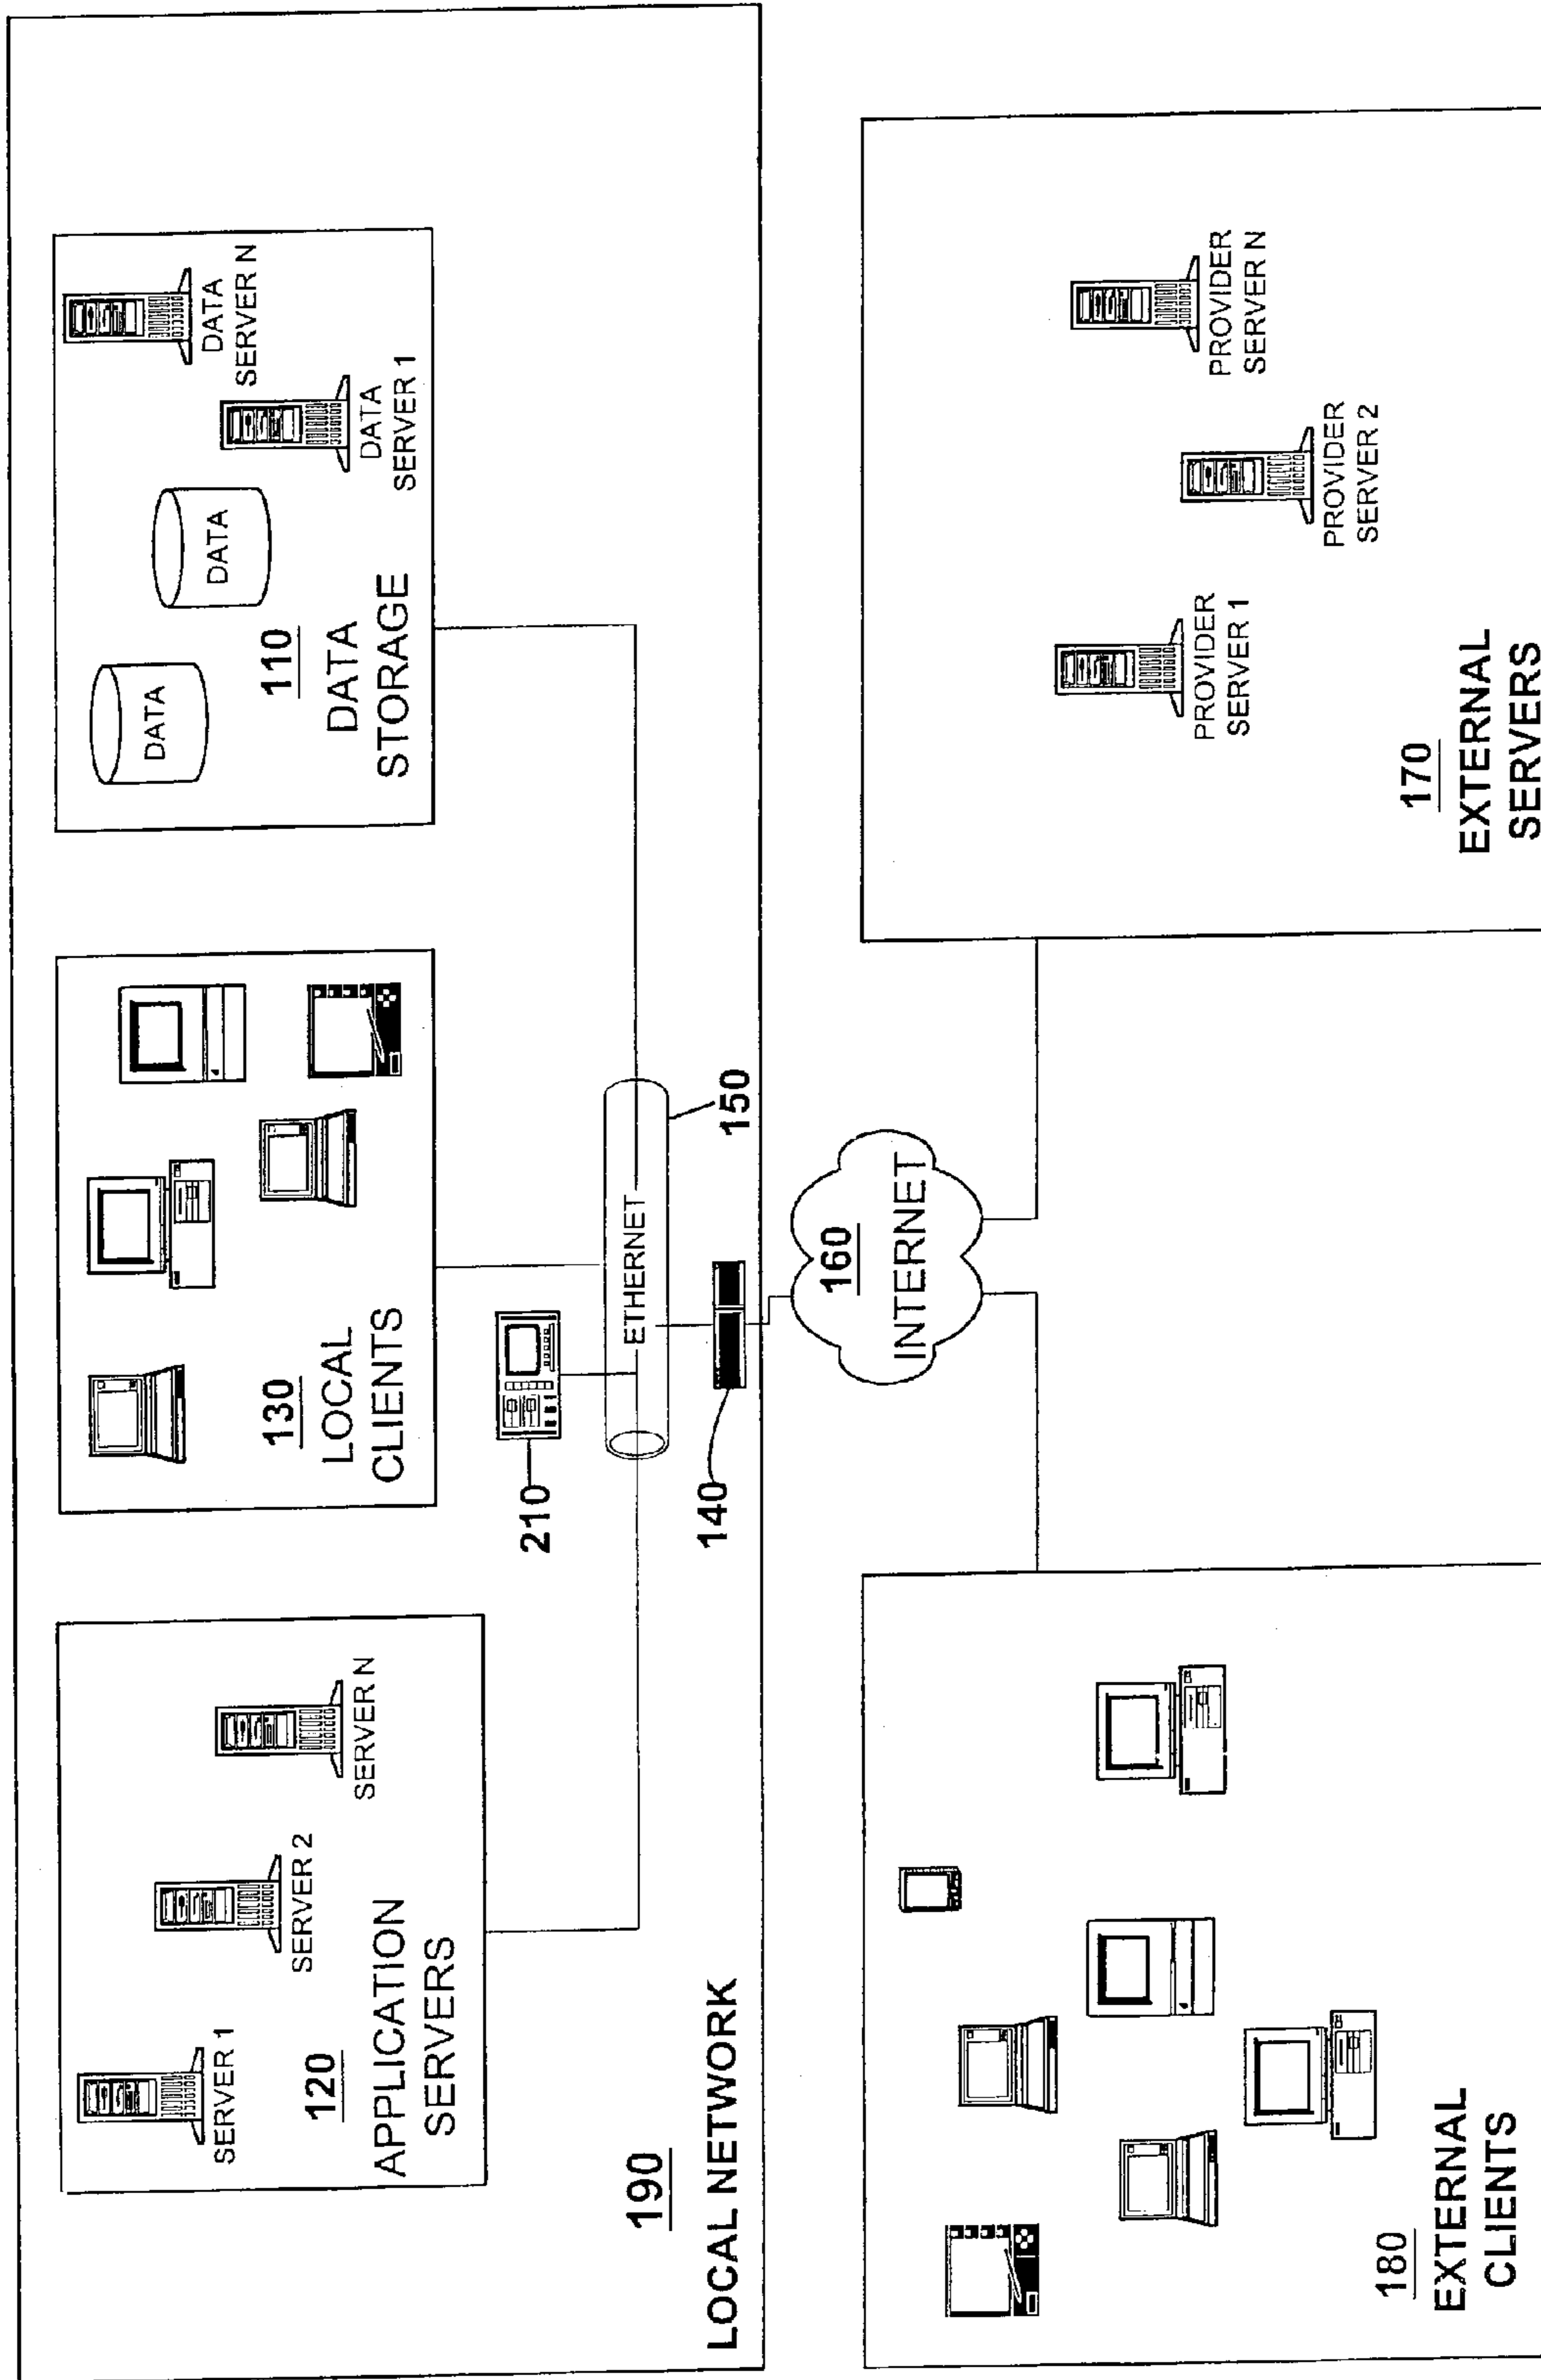 SERVER 1
SERVER 2
SERVER N
120
APPLICATION
SERVERS
130
LOCAL
CLIENTS
DATA
DATA
DATA
SERVER N
DATA
SERVER 1
110
DATA
STORAGE
210
ETHERNET
150
140
190
LOCAL NETWORK
160
INTERNET
180
EXTERNAL
CLIENTS
PROVIDER
SERVER 1
PROVIDER
SERVER 2
PROVIDER
SERVER N
170
EXTERNAL
SERVERS